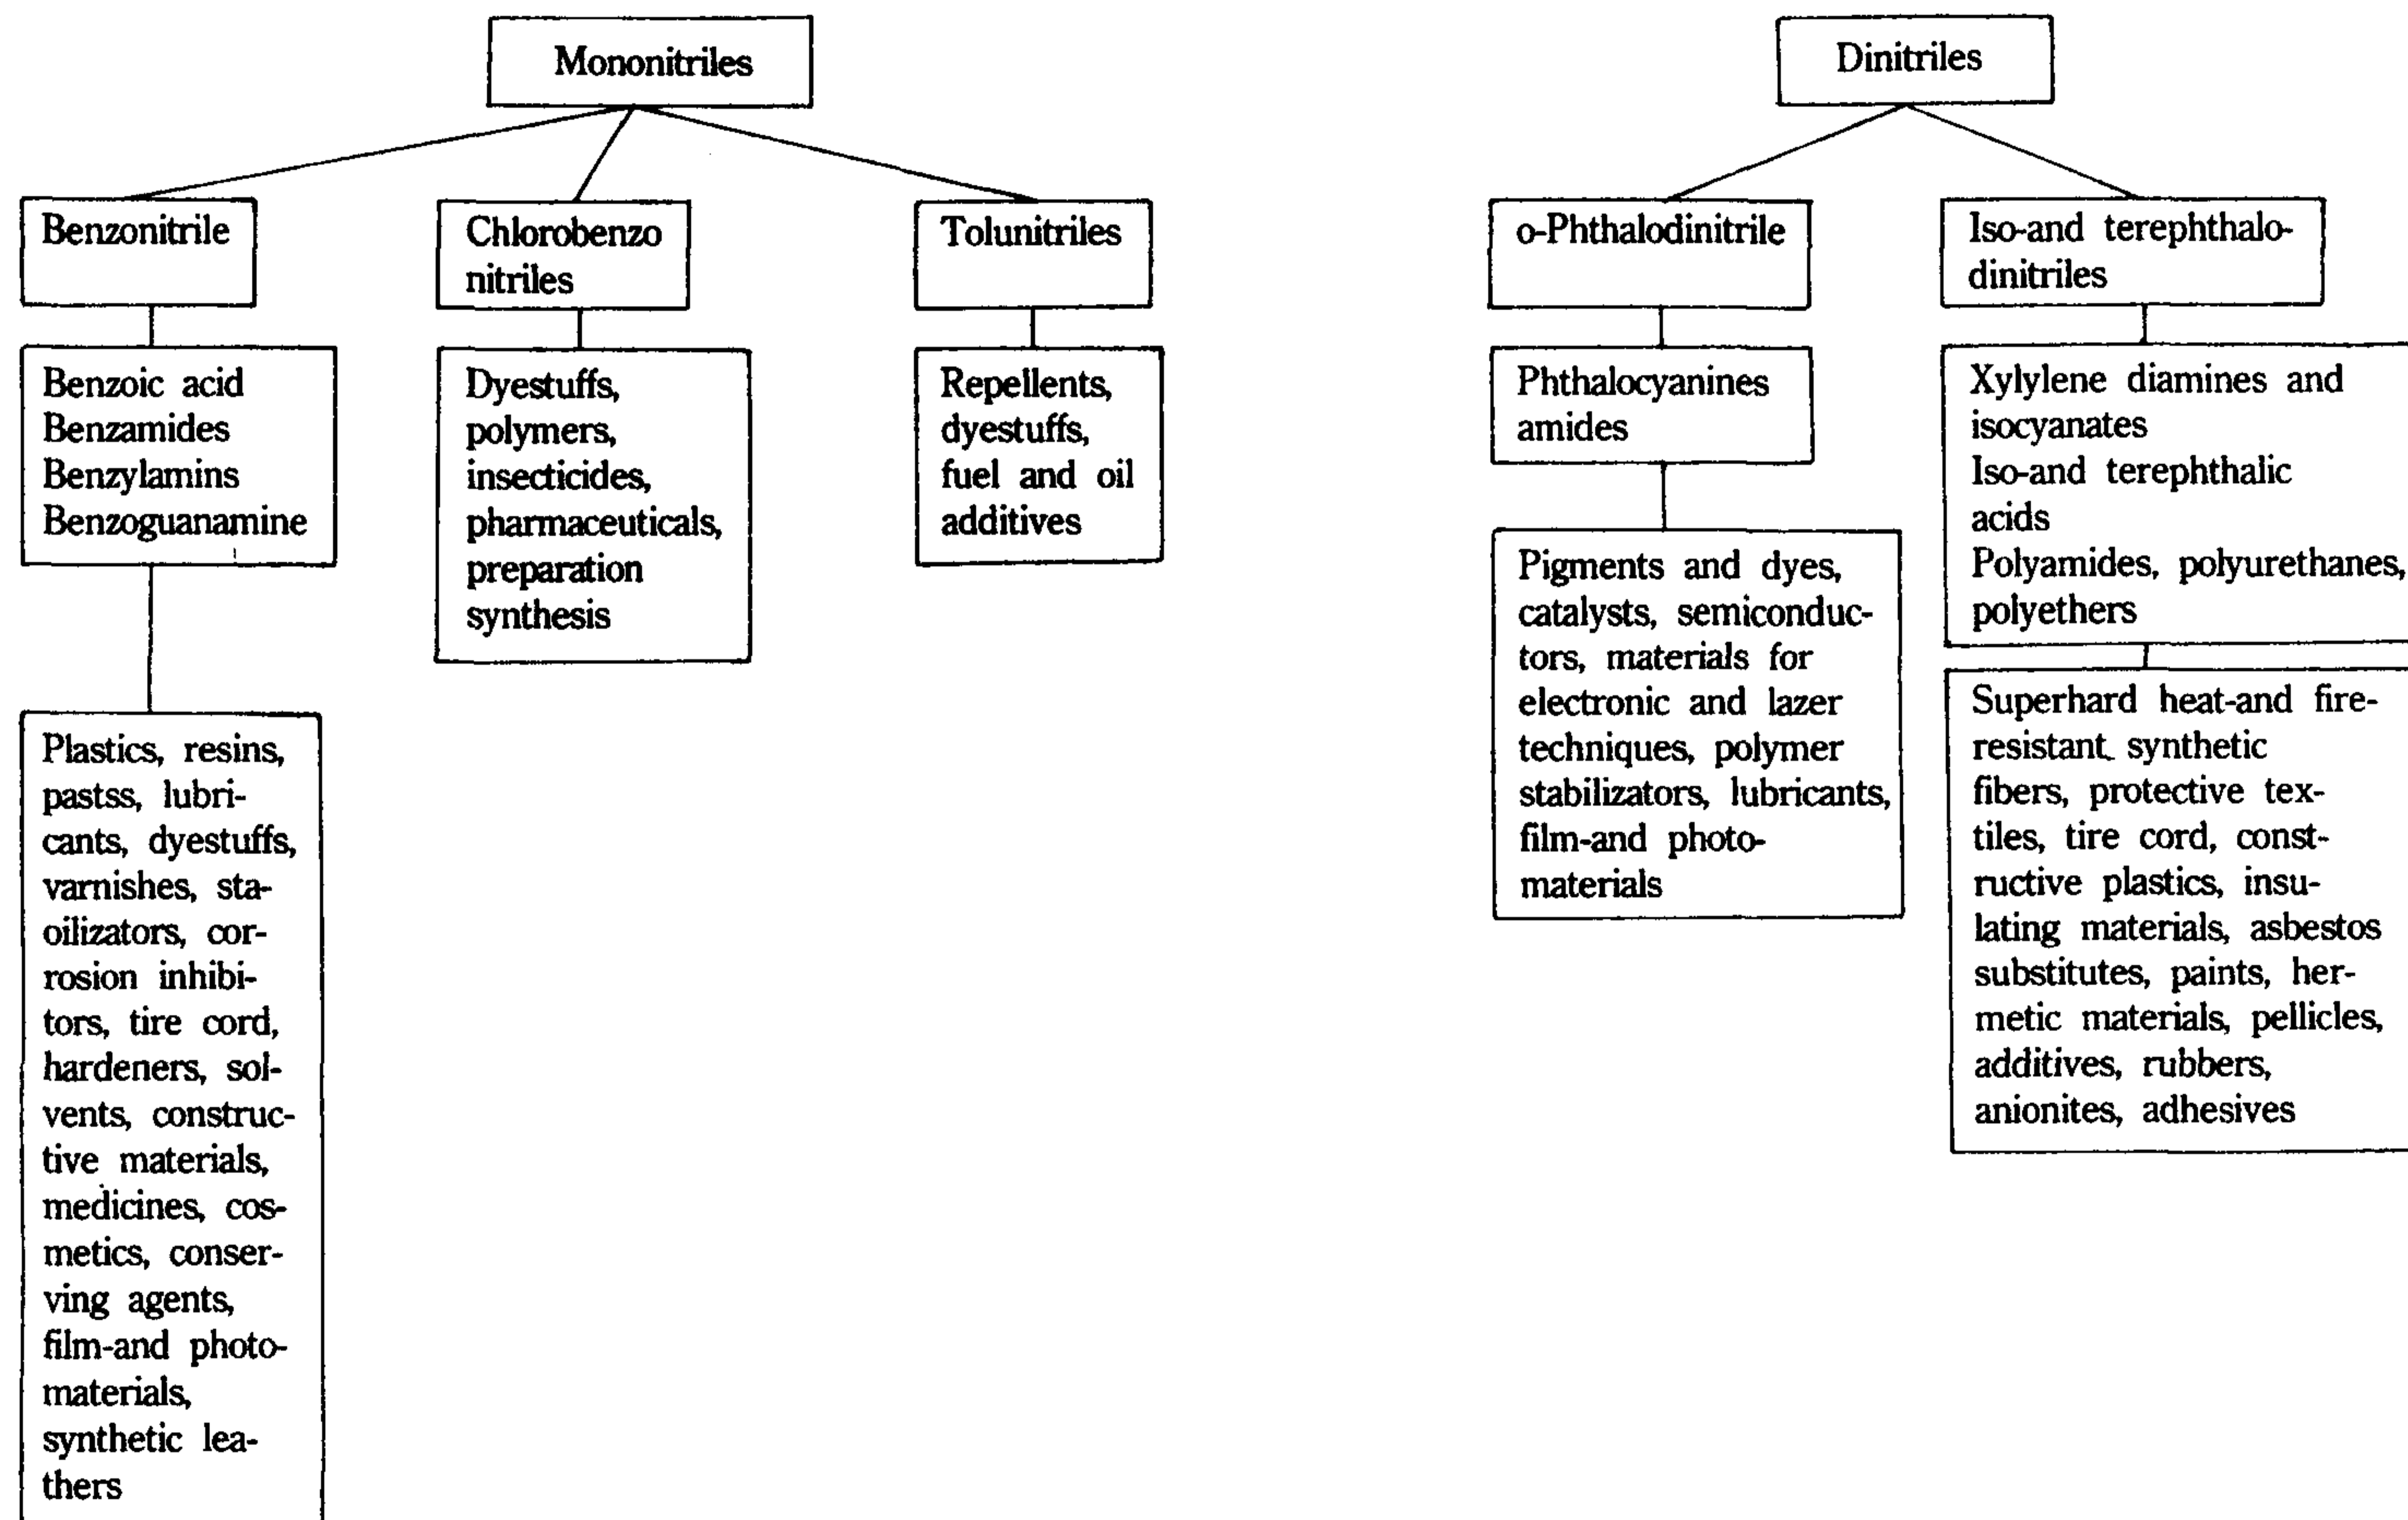 Mononitriles
Benzonitrile
Benzoic acid
Benzamides
Benzylamins
Benzoguanamine
Plastics, resins,
pastss, lubri-
cants, dyestuffs,
varnishes, sta-
oilizators, cor-
rosion inhibi-
tors, tire cord,
hardeners, sol-
vents, construc-
tive materials,
medicines, cos-
metics, conser-
ving agents,
film-and photo-
materials,
synthetic lea-
thers
Chlorobenzo
nitriles
Dyestuffs,
polymers,
insecticides,
pharmaceuticals,
preparation
synthesis
Tolunitriles
Repellents,
dyestuffs,
fuel and oil
additives
Dinitriles
o-Phthalodinitrile
Phthalocyanines
amides
Pigments and dyes,
catalysts, semiconduc-
tors, materials for
electronic and lazer
techniques, polymer
stabilizators, lubricants,
film-and photo-
materials
Iso-and terephthalo-
dinitriles
Xylylene diamines and
isocyanates
Iso-and terephthalic
acids
Polyamides, polyurethanes,
polyethers
Superhard heat-and fire-
resistant synthetic
fibers, protective tex-
tiles, tire cord, const-
ructive plastics, insu-
lating materials, asbestos
substitutes, paints, her-
metic materials, pellicles,
additives, rubbers,
anionites, adhesives